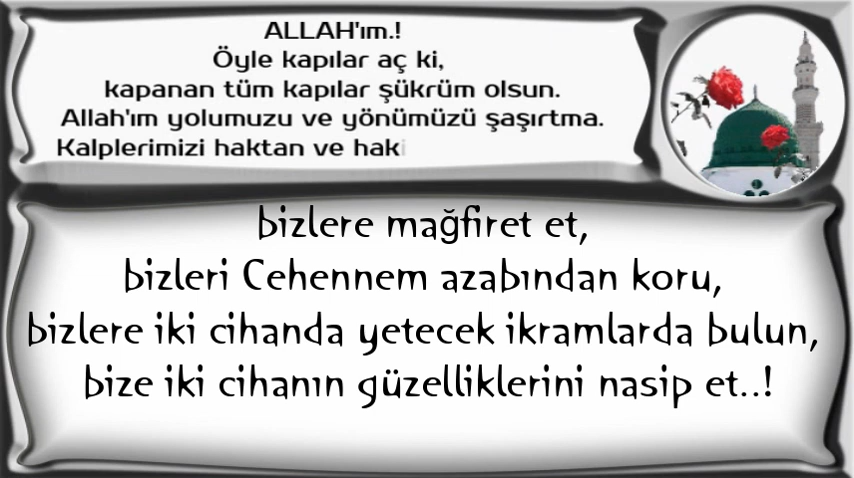 ALLAH'ım.!
Öyle kapılar aç ki,
kapanan tüm kapılar şükrüm olsun.
Allah'ım yolumuzu ve yönümüzü şaşırtma.
Kalplerimizi haktan ve hak
bizlere mağfiret et,
bizleri Cehennem azabından koru,
bizlere iki cihanda yetecek ikramlarda bulun,
bize iki cihanın güzelliklerini nasip et..!